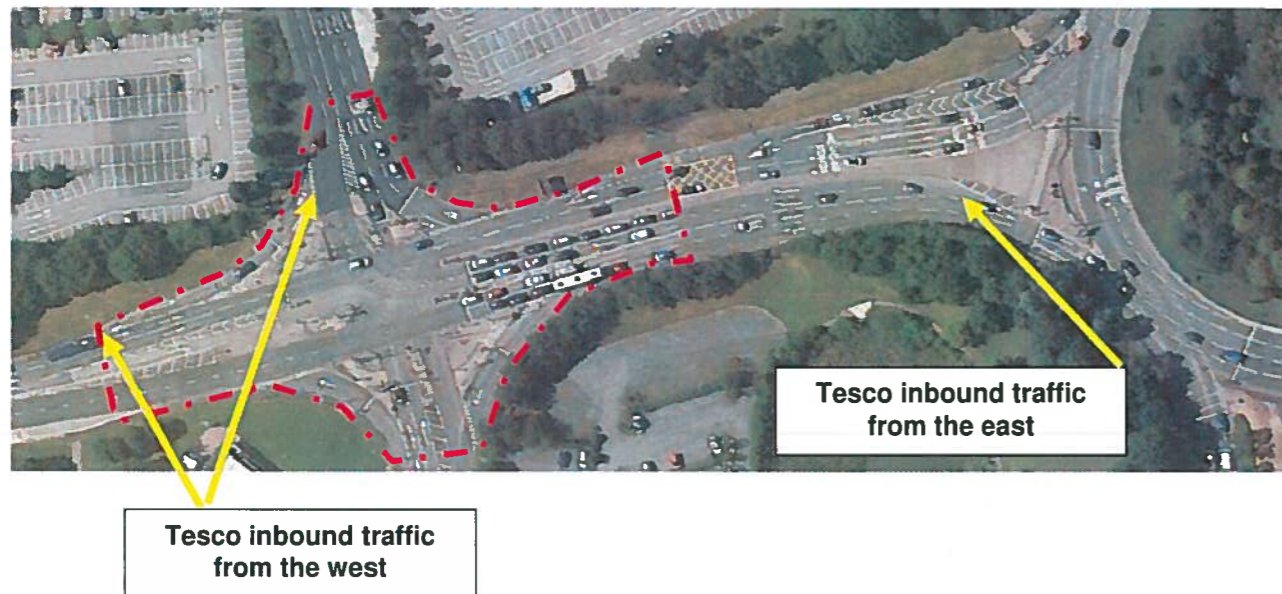 Tesco inbound traffic
from the east
Tesco inbound traffic
from the west